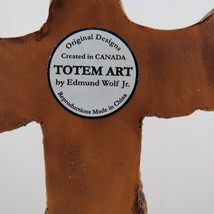 Original Designs
Created in CANADA
TOTEM ART
by Edmund Wolf Jr.
Reproductions Made in China